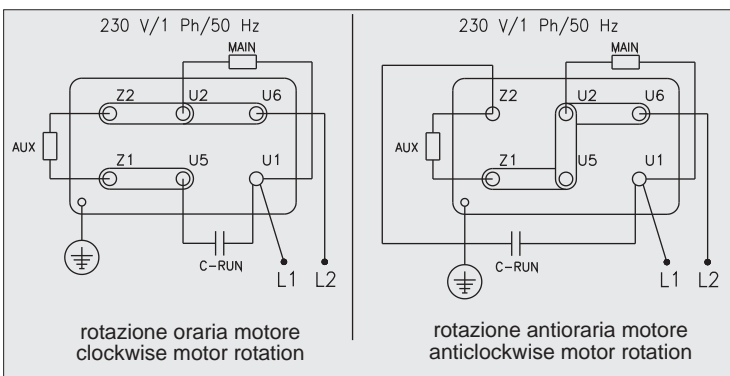 230 V/1 Ph/50 Hz
MAIN
Z2 U2 U6
AUX
Z1 U5 U1
C-RUN
L1 L2
rotazione oraria motore
clockwise motor rotation
230 V/1 Ph/50 Hz
MAIN
Z2 U2 U6
AUX
Z1 U5 U1
C-RUN
L1 L2
rotazione antioraria motore
anticlockwise motor rotation